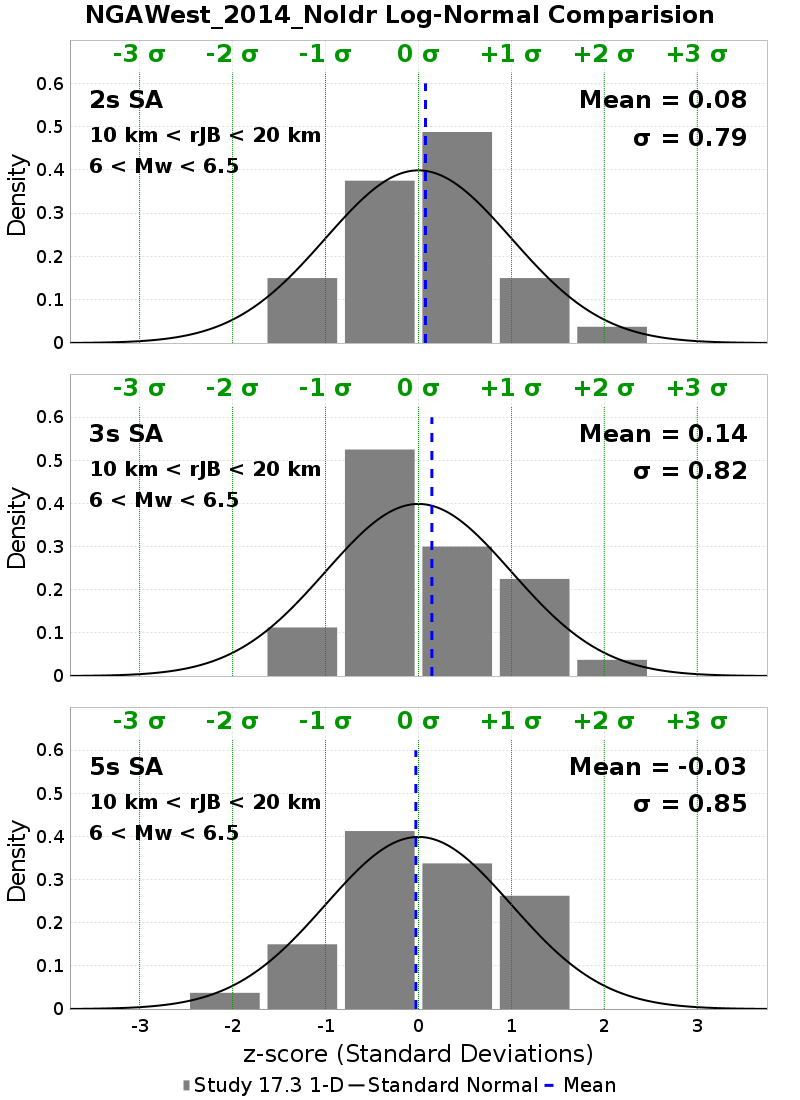 NGAWest_2014_NoIdr Log-Normal Comparision
-3 σ -2 σ -1 σ 0 σ +1 σ +2 σ +3 σ
0.6
2s SA Mean = 0.08
0.5
10 km < rJB < 20 km σ = 0.79
6 < Mw < 6.5
0.4
0.3
0.2
0.1
0
Density
-3 σ -2 σ -1 σ 0 σ +1 σ +2 σ +3 σ
0.6
3s SA Mean = 0.14
0.5
10 km < rJB < 20 km σ = 0.82
6 < Mw < 6.5
0.4
0.3
0.2
0.1
0
Density
-3 σ -2 σ -1 σ 0 σ +1 σ +2 σ +3 σ
0.6
5s SA Mean = -0.03
0.5
10 km < rJB < 20 km σ = 0.85
6 < Mw < 6.5
0.4
0.3
0.2
0.1
0
Density
-3 -2 -1 0 1 2 3
z-score (Standard Deviations)
Study 17.3 1-D Standard Normal Mean